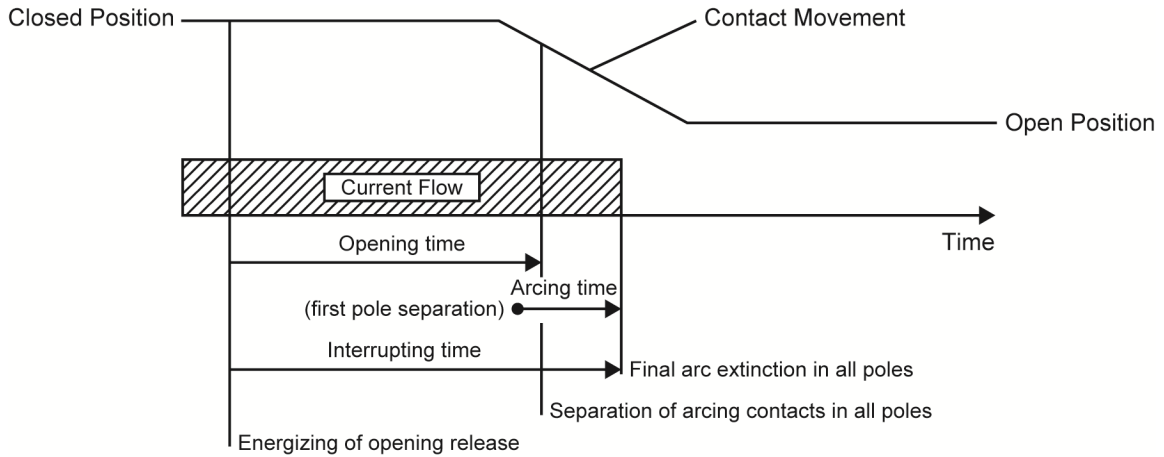 Closed Position
Contact Movement
Open Position
Current Flow
Time
Opening time
Arcing time
(first pole separation)
Interrupting time
Final arc extinction in all poles
Separation of arcing contacts in all poles
Energizing of opening release